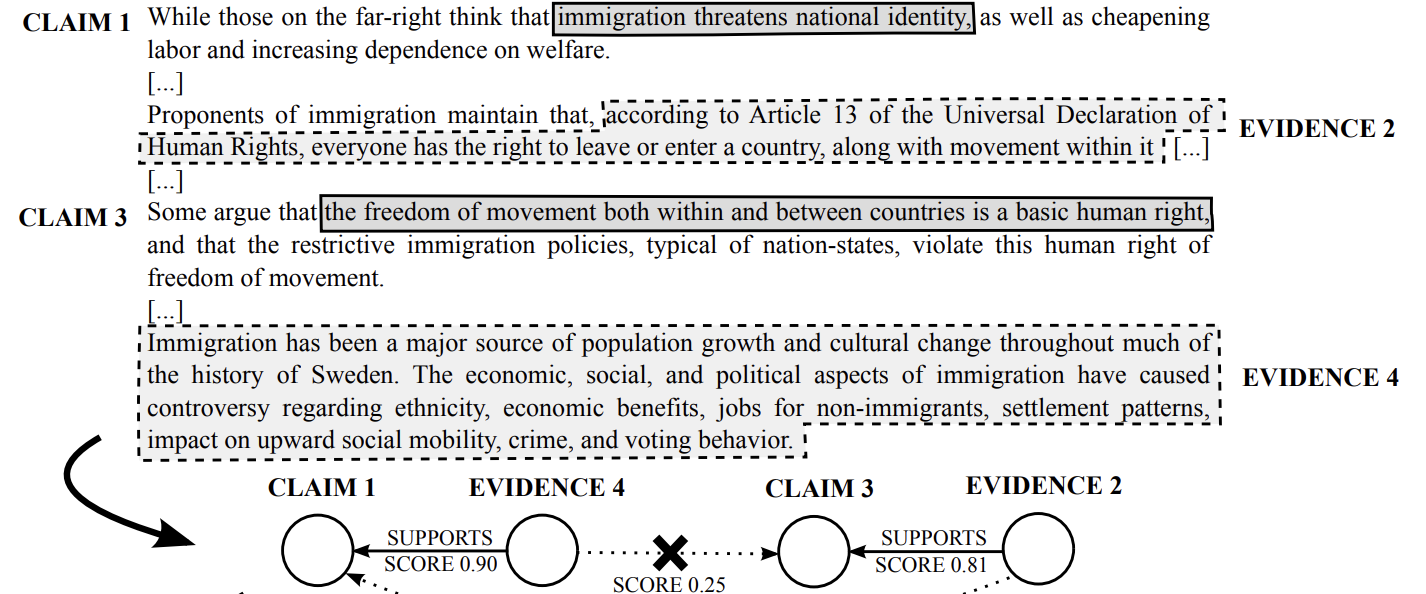 CLAIM 1 While those on the far-right think that immigration threatens national identity, as well as cheapening
labor and increasing dependence on welfare.
[...]
Proponents of immigration maintain that, according to Article 13 of the Universal Declaration of
EVIDENCE 2
Human Rights, everyone has the right to leave or enter a country, along with movement within it [...]
[...]
CLAIM 3 Some argue that the freedom of movement both within and between countries is a basic human right,
and that the restrictive immigration policies, typical of nation-states, violate this human right of
freedom of movement.
[...]
Immigration has been a major source of population growth and cultural change throughout much of
the history of Sweden. The economic, social, and political aspects of immigration have caused
EVIDENCE 4
controversy regarding ethnicity, economic benefits, jobs for non-immigrants, settlement patterns,
impact on upward social mobility, crime, and voting behavior.
CLAIM 1 EVIDENCE 4 CLAIM 3 EVIDENCE 2
SUPPORTS SUPPORTS
SCORE 0.90 SCORE 0.81
SCORE 0.25